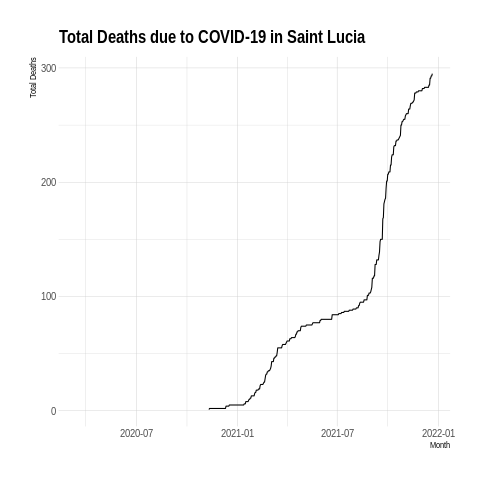 Total Deaths due to COVID-19 in Saint Lucia
Total Deaths
300
200
100
0
2020-07 2021-01 2021-07 2022-01
Month